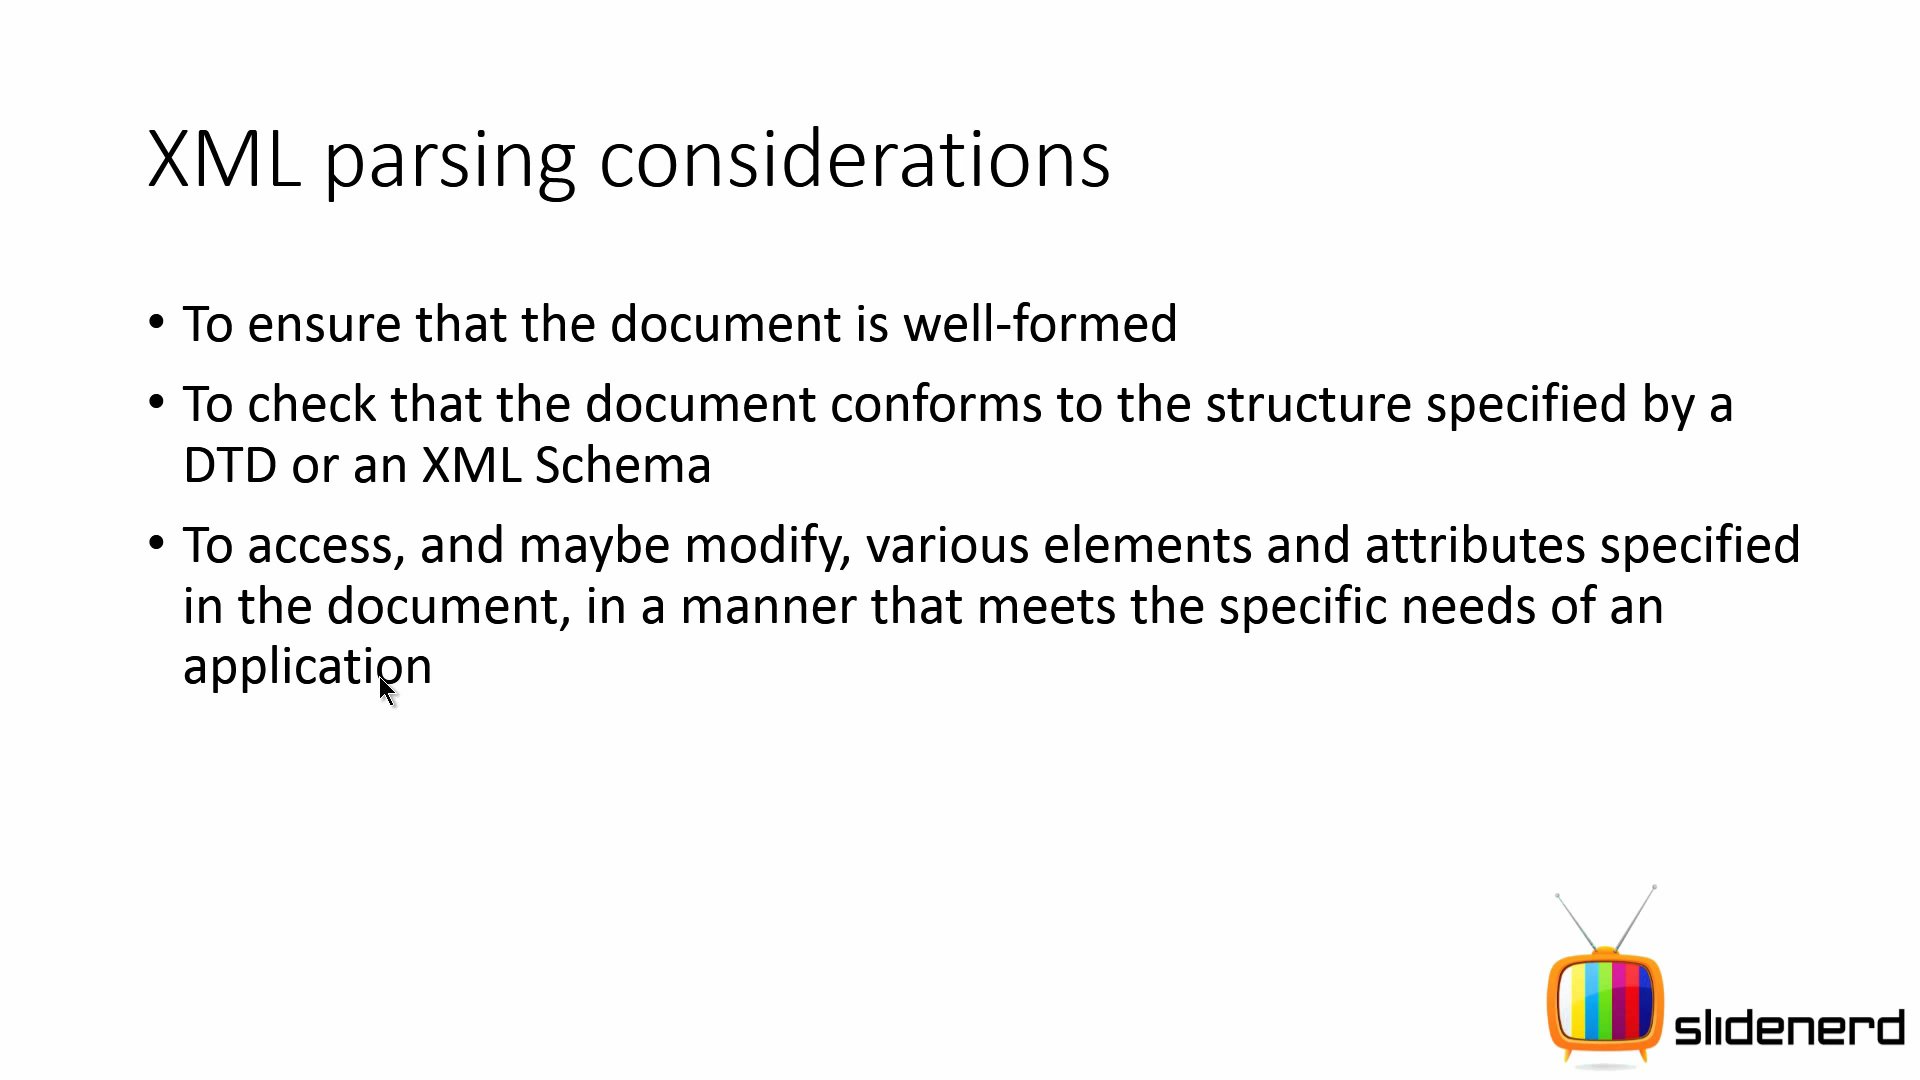 XML parsing considerations
• To ensure that the document is well-formed
• To check that the document conforms to the structure specified by a
DTD or an XML Schema
• To access, and maybe modify, various elements and attributes specified
in the document, in a manner that meets the specific needs of an
application
slidenerd